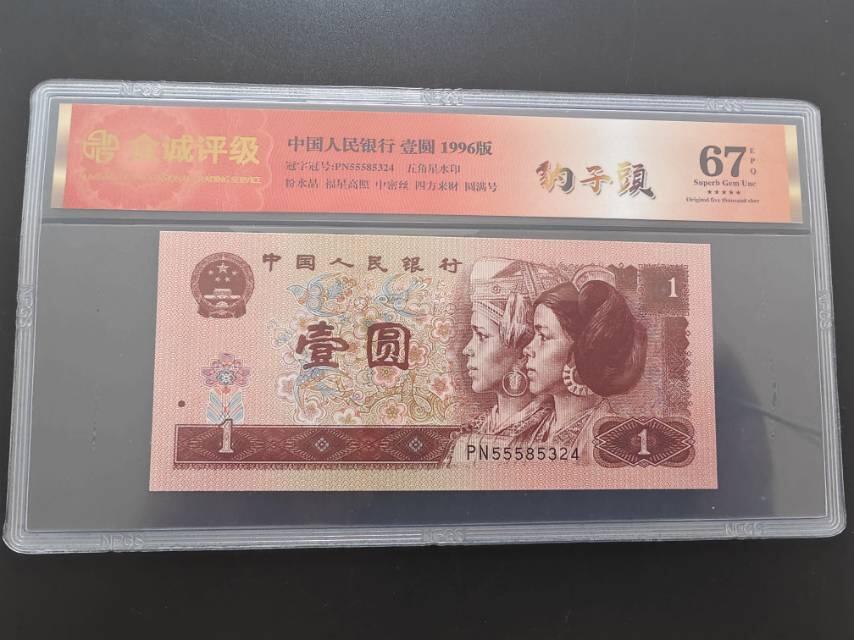 金诚评级
中国人民银行 壹圆 1996版
冠字冠号:PN55585324 五角星水印
粉水晶 福星高照 中密丝 四方来财 圆满号
豹子頭
67 EPQ
Superb Gem Unc
★★★★★
中国人民银行
壹圆
1
1
PN55585324
1